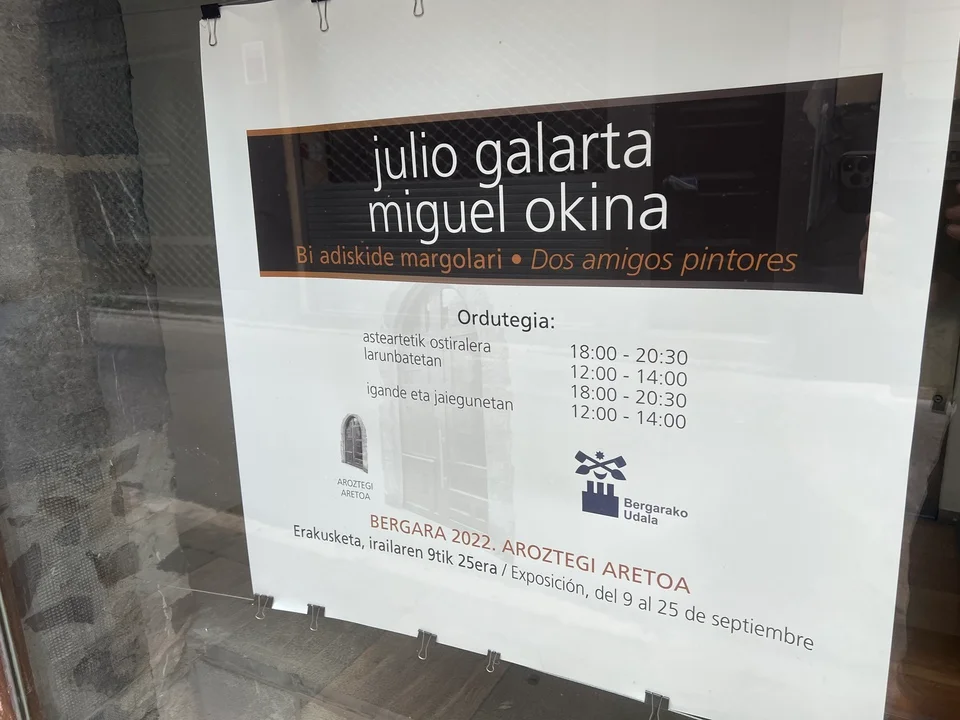 julio galarta
miguel okina
Bi adiskide margolari • Dos amigos pintores
Ordutegia:
asteartetik ostiralera 18:00 - 20:30
larunbatetan 12:00 - 14:00
18:00 - 20:30
igande eta jaiegunetan 12:00 - 14:00
AROZTEGI
ARETOA
Bergarako
Udala
BERGARA 2022. AROZTEGI ARETOA
Erakusketa, irailaren 9tik 25era / Exposición, del 9 al 25 de septiembre